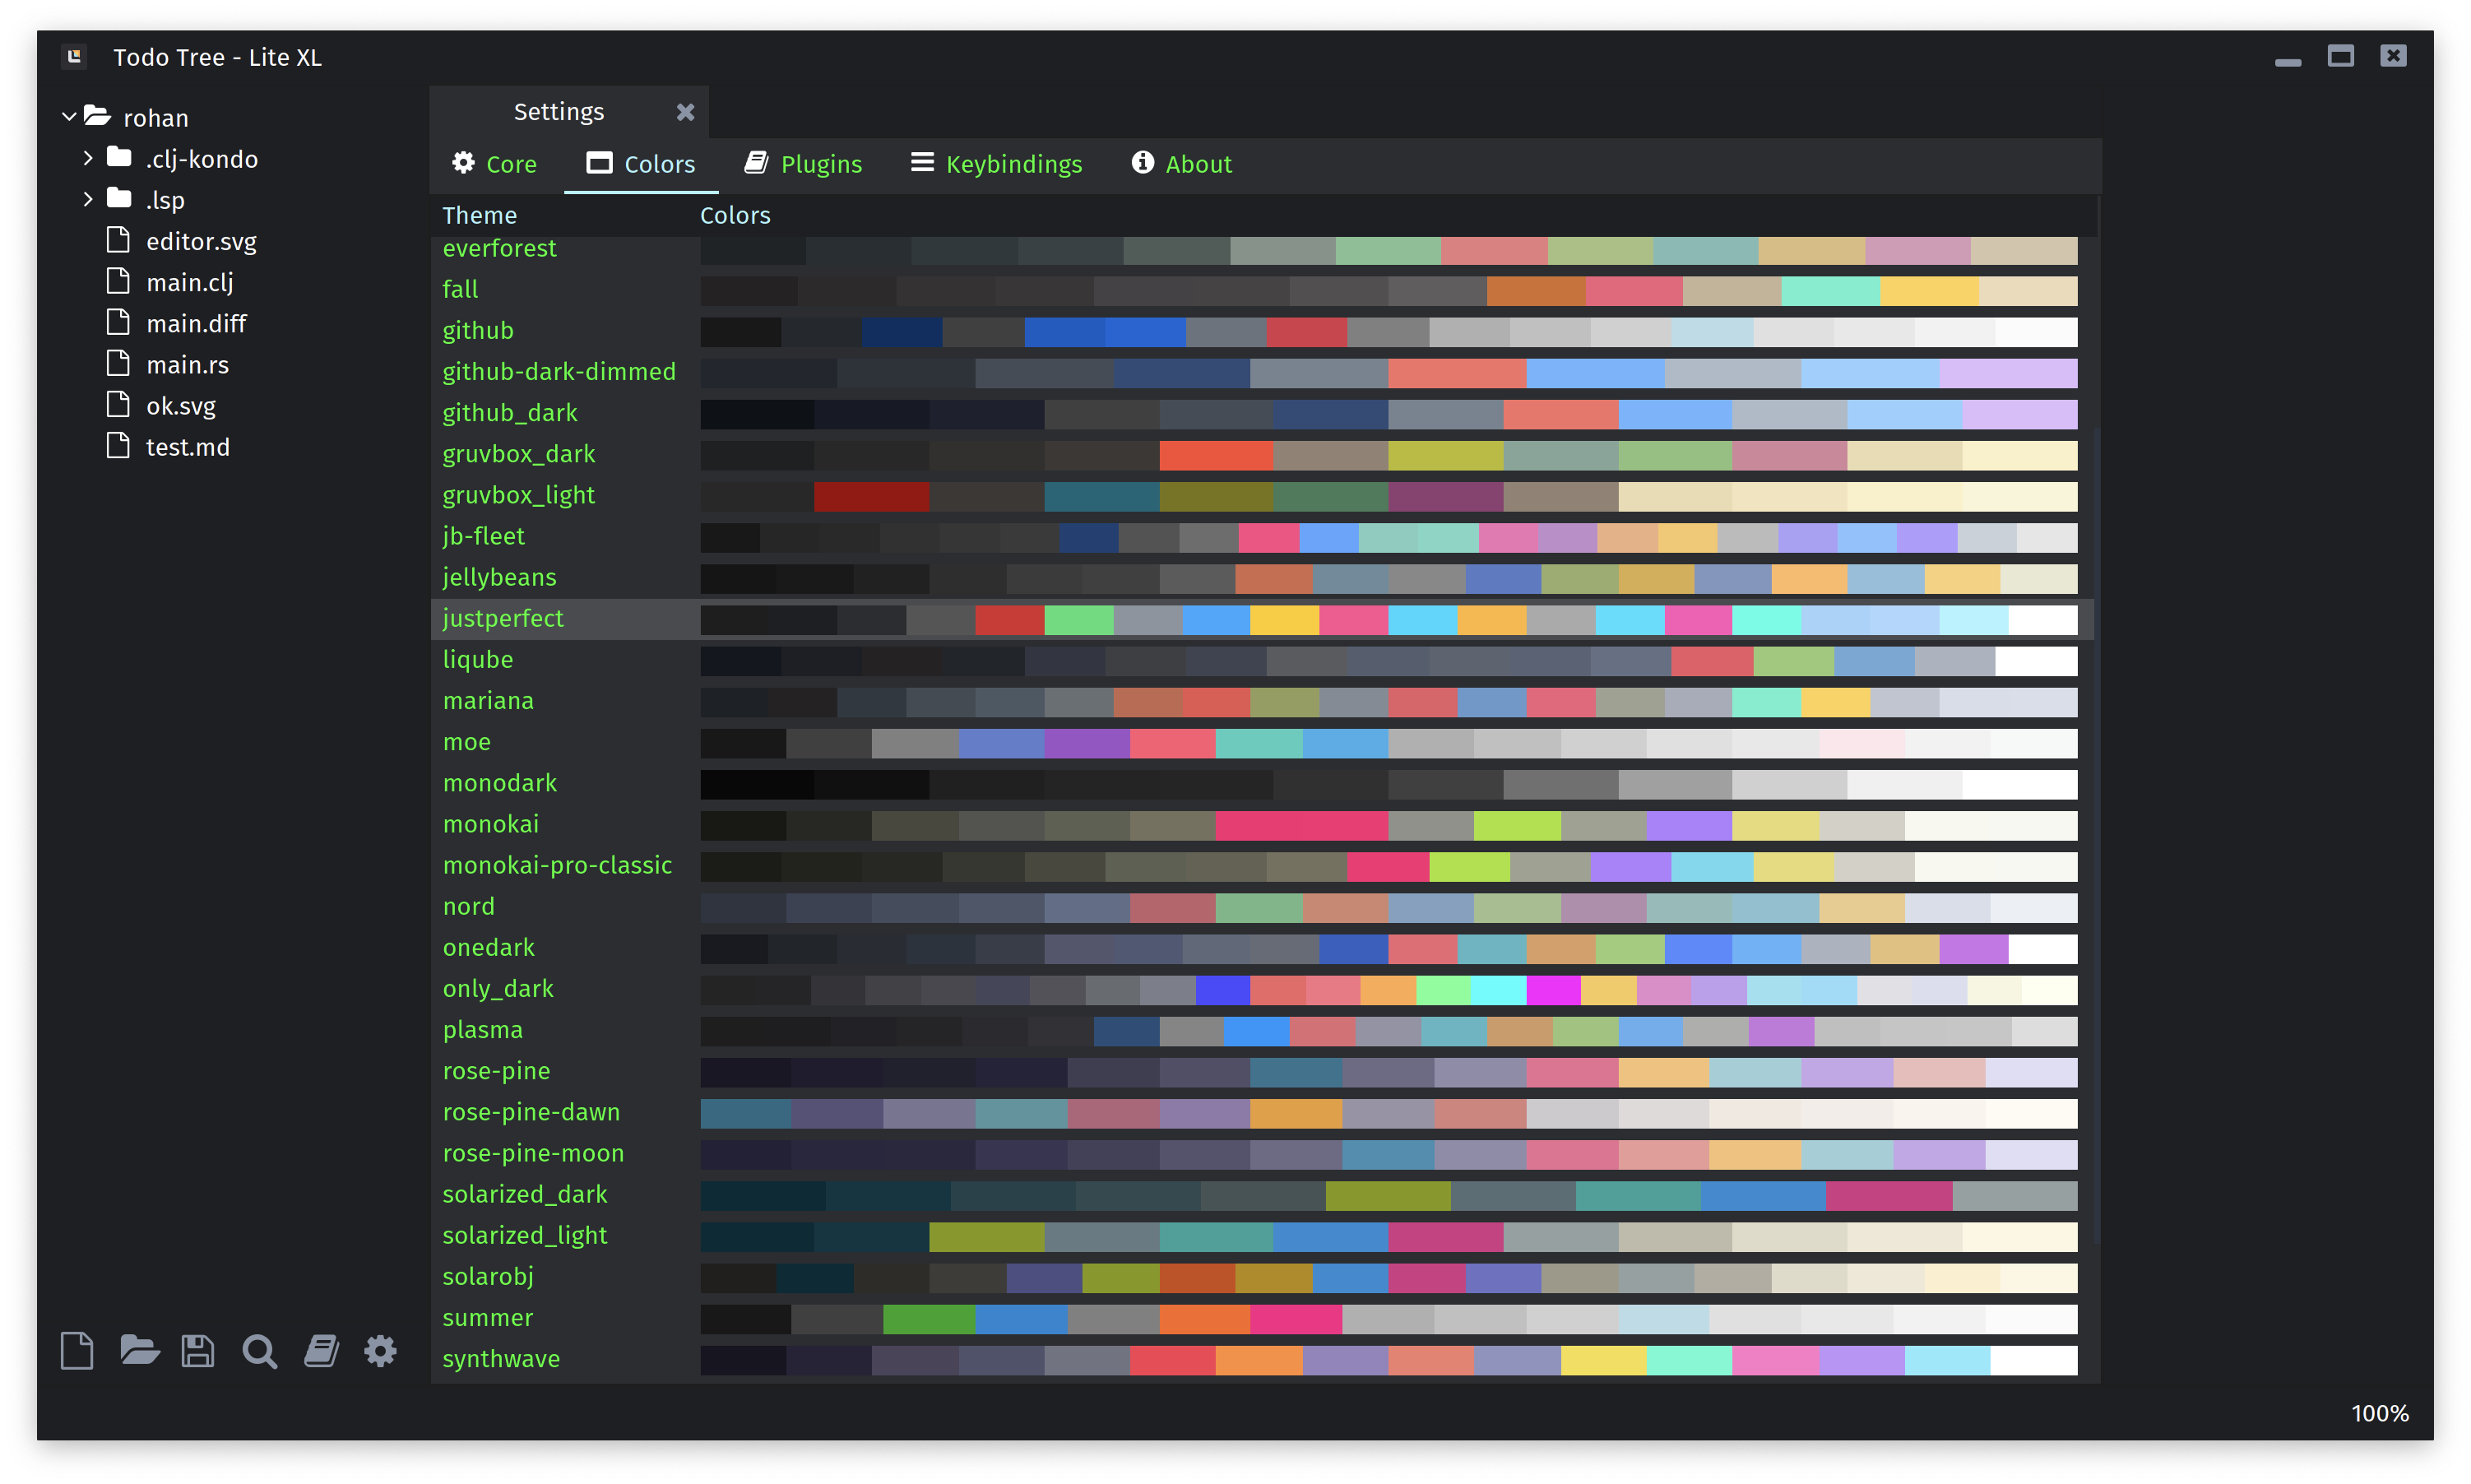 Todo Tree - Lite XL
rohan
.clj-kondo
.lsp
editor.svg
main.clj
main.diff
main.rs
ok.svg
test.md
Settings
Core Colors Plugins Keybindings About
Theme Colors
everforest
fall
github
github-dark-dimmed
github_dark
gruvbox_dark
gruvbox_light
jb-fleet
jellybeans
justperfect
liqube
mariana
moe
monodark
monokai
monokai-pro-classic
nord
onedark
only_dark
plasma
rose-pine
rose-pine-dawn
rose-pine-moon
solarized_dark
solarized_light
solarobj
summer
synthwave
100%